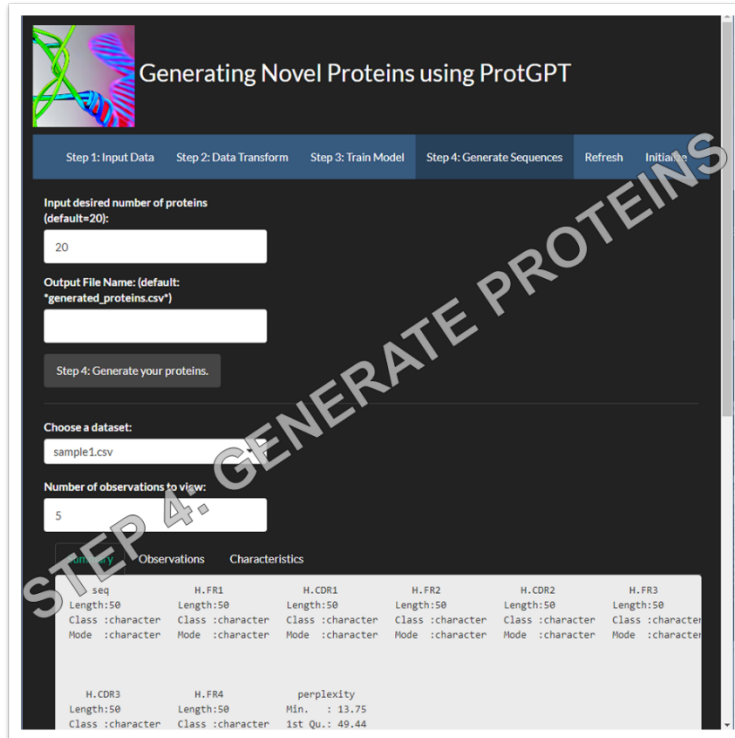 Generating Novel Proteins using ProtGPT
Step 1: Input Data Step 2: Data Transform Step 3: Train Model Step 4: Generate Sequences Refresh Initialize
Input desired number of proteins
(default=20):
20
Output File Name: (default:
*generated_proteins.csv*)
Step 4: Generate your proteins.
Choose a dataset:
sample1.csv
Number of observations to view:
5
Summary Observations Characteristics
seq H.FR1 H.CDR1 H.FR2 H.CDR2 H.FR3
Length:50 Length:50 Length:50 Length:50 Length:50 Length:50
Class :character Class :character Class :character Class :character Class :character Class :character
Mode :character Mode :character Mode :character Mode :character Mode :character Mode :character
H.CDR3 H.FR4 perplexity
Length:50 Length:50 Min. : 13.75
Class :character Class :character 1st Qu.: 49.44
STEP 4: GENERATE PROTEINS